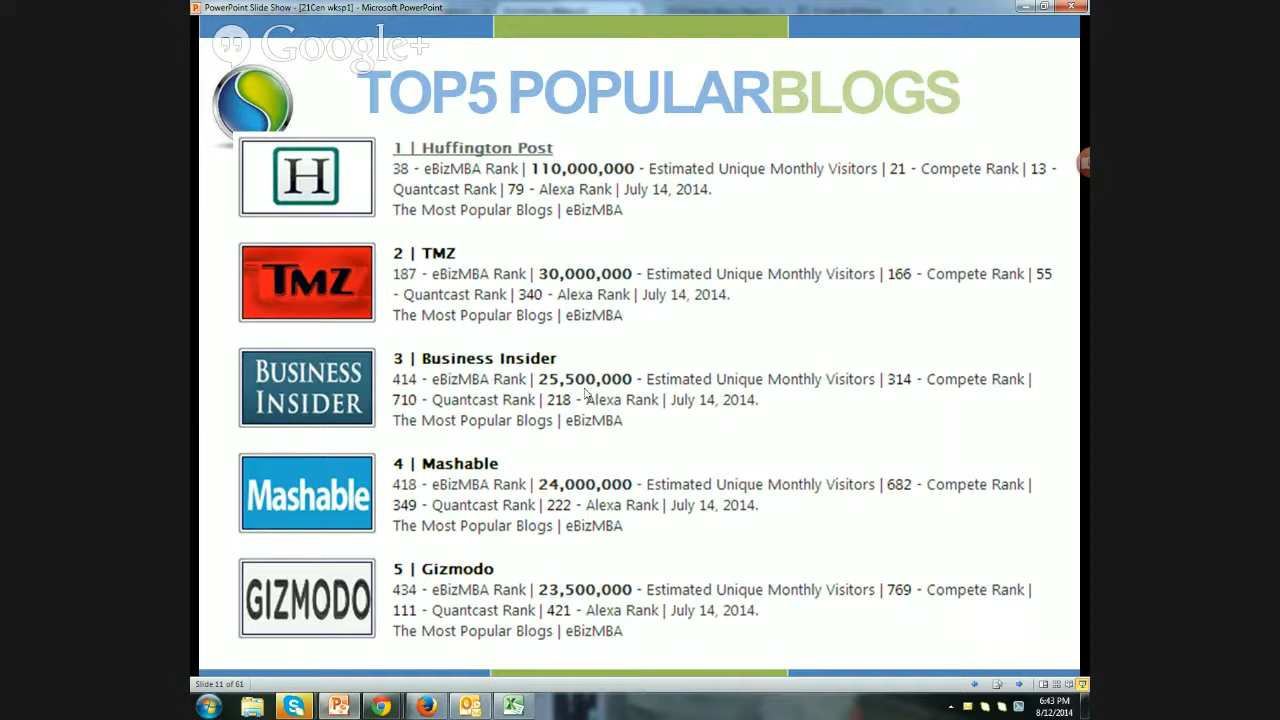 PowerPoint Slide Show - [21Cen wksp1] - Microsoft PowerPoint
Google+
TOP5 POPULARBLOGS
H
1 | Huffington Post
38 - eBizMBA Rank | 110,000,000 - Estimated Unique Monthly Visitors | 21 - Compete Rank | 13 -
Quantcast Rank | 79 - Alexa Rank | July 14, 2014.
The Most Popular Blogs | eBizMBA
TMZ
2 | TMZ
187 - eBizMBA Rank | 30,000,000 - Estimated Unique Monthly Visitors | 166 - Compete Rank | 55
- Quantcast Rank | 340 - Alexa Rank | July 14, 2014.
The Most Popular Blogs | eBizMBA
BUSINESS
INSIDER
3 | Business Insider
414 - eBizMBA Rank | 25,500,000 - Estimated Unique Monthly Visitors | 314 - Compete Rank |
710 - Quantcast Rank | 218 - Alexa Rank | July 14, 2014.
The Most Popular Blogs | eBizMBA
Mashable
4 | Mashable
418 - eBizMBA Rank | 24,000,000 - Estimated Unique Monthly Visitors | 682 - Compete Rank |
349 - Quantcast Rank | 222 - Alexa Rank | July 14, 2014.
The Most Popular Blogs | eBizMBA
GIZMODO
5 | Gizmodo
434 - eBizMBA Rank | 23,500,000 - Estimated Unique Monthly Visitors | 769 - Compete Rank |
111 - Quantcast Rank | 421 - Alexa Rank | July 14, 2014.
The Most Popular Blogs | eBizMBA
Slide 11 of 61
6:43 PM
8/12/2014